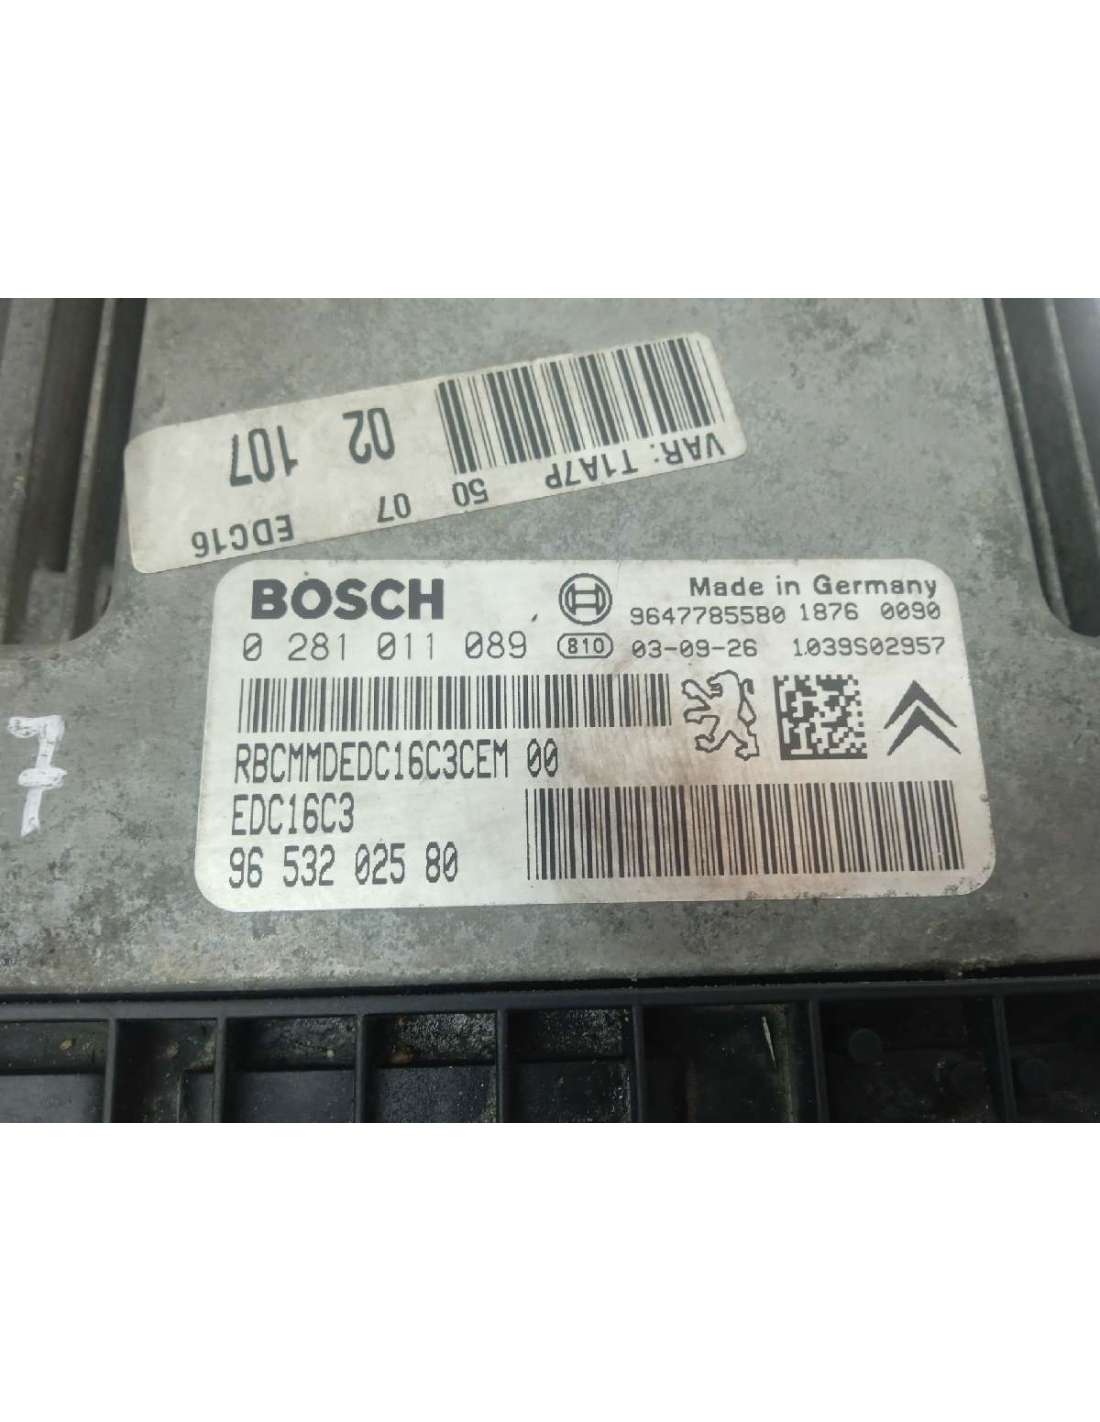 VAR: T1A7P
50 07 02 107
EDC16
BOSCH
Made in Germany
9647785580 1876 0090
0 281 011 089
810 03-09-26 1039S02957
RBCMMDEDC16C3CEM 00
EDC16C3
96 532 025 80
7